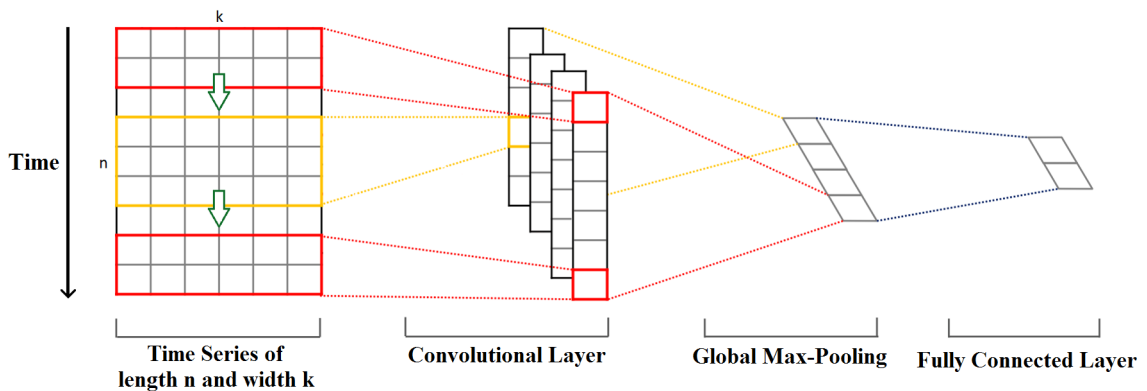 k
Time
n
Time Series of
length n and width k
Convolutional Layer
Global Max-Pooling
Fully Connected Layer